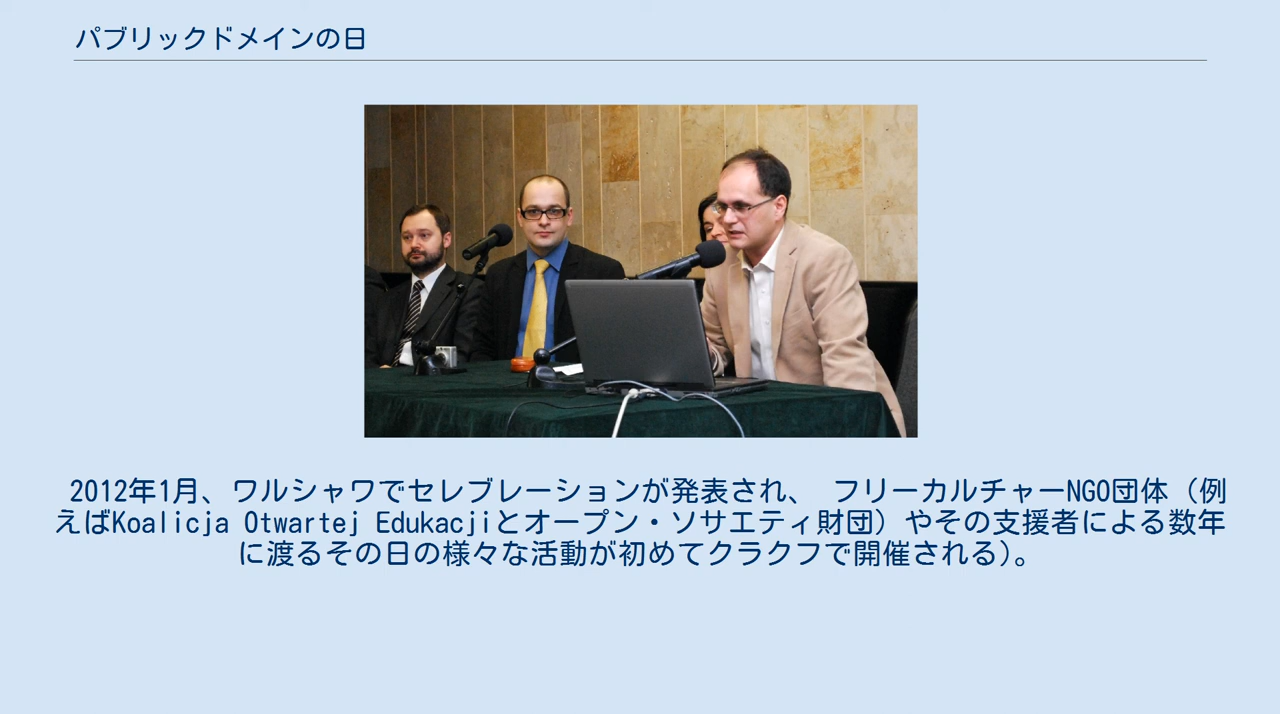 パブリックドメインの日
2012年1月、ワルシャワでセレブレーションが発表され、 フリーカルチャーNGO団体（例
えばKoalicja Otwartej Edukacjiとオープン・ソサエティ財団）やその支援者による数年
に渡るその日の様々な活動が初めてクラクフで開催される）。